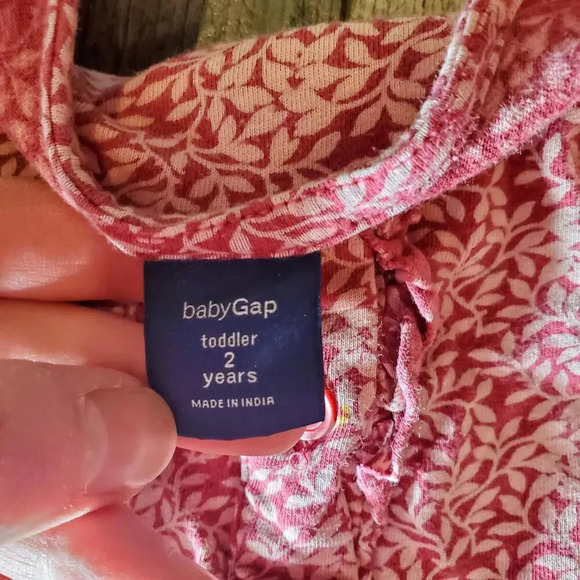 babyGap
toddler
2
years
MADE IN INDIA